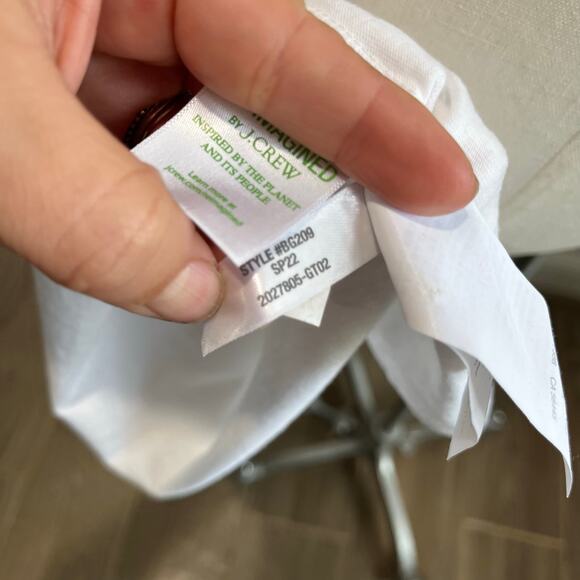 IMAGINED
BY J.CREW
INSPIRED BY THE PLANET
AND ITS PEOPLE
Learn more at
jcrew.com/reimagined
STYLE #BG209
SP22
2027805-GT02